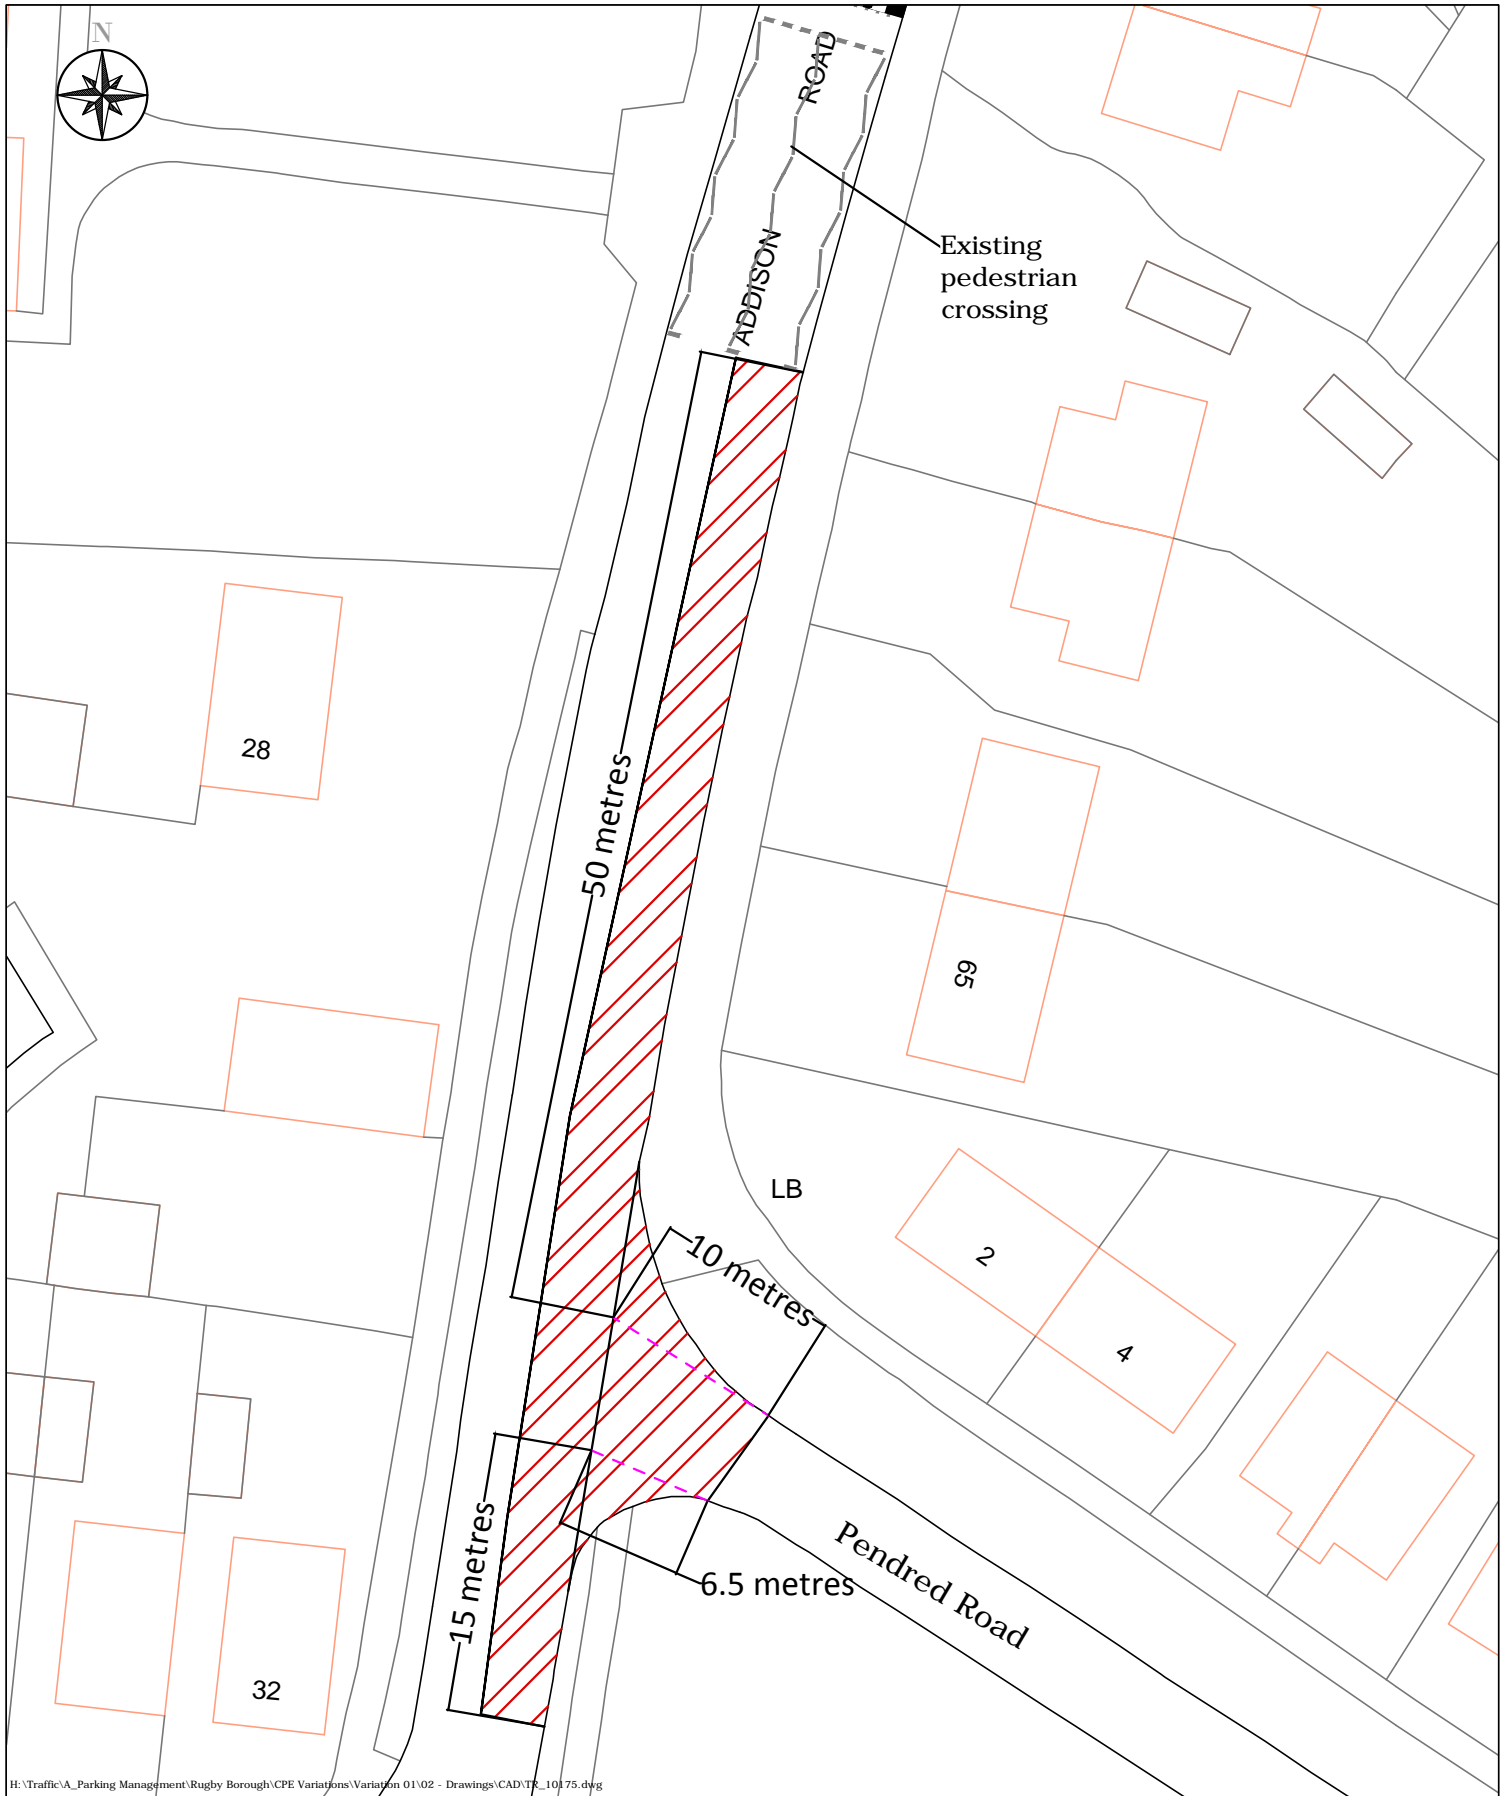 N
ROAD
ADDISON
Existing
pedestrian
crossing
28
50 metres
65
LB
2
10 metres
4
15 metres
Pendred Road
6.5 metres
32
H:\Traffic\A_Parking Management\Rugby Borough\CPE Variations\Variation 01\02 - Drawings\CAD\TR_10175.dwg